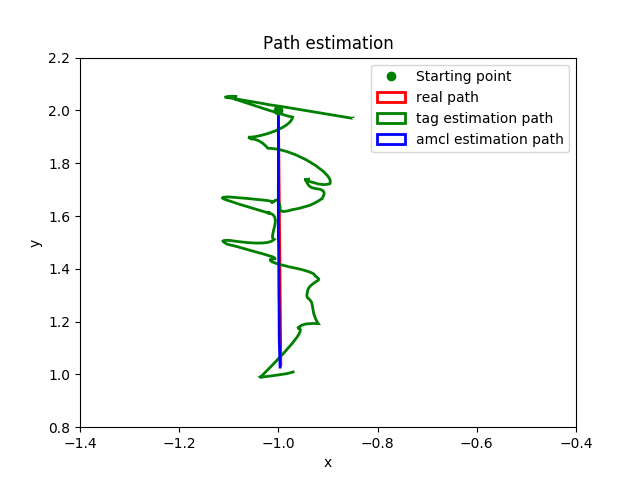 Path estimation
Starting point
real path
tag estimation path
amcl estimation path
2.2
2.0
1.8
1.6
1.4
1.2
1.0
0.8
y
−1.4
−1.2
−1.0
−0.8
−0.6
−0.4
x